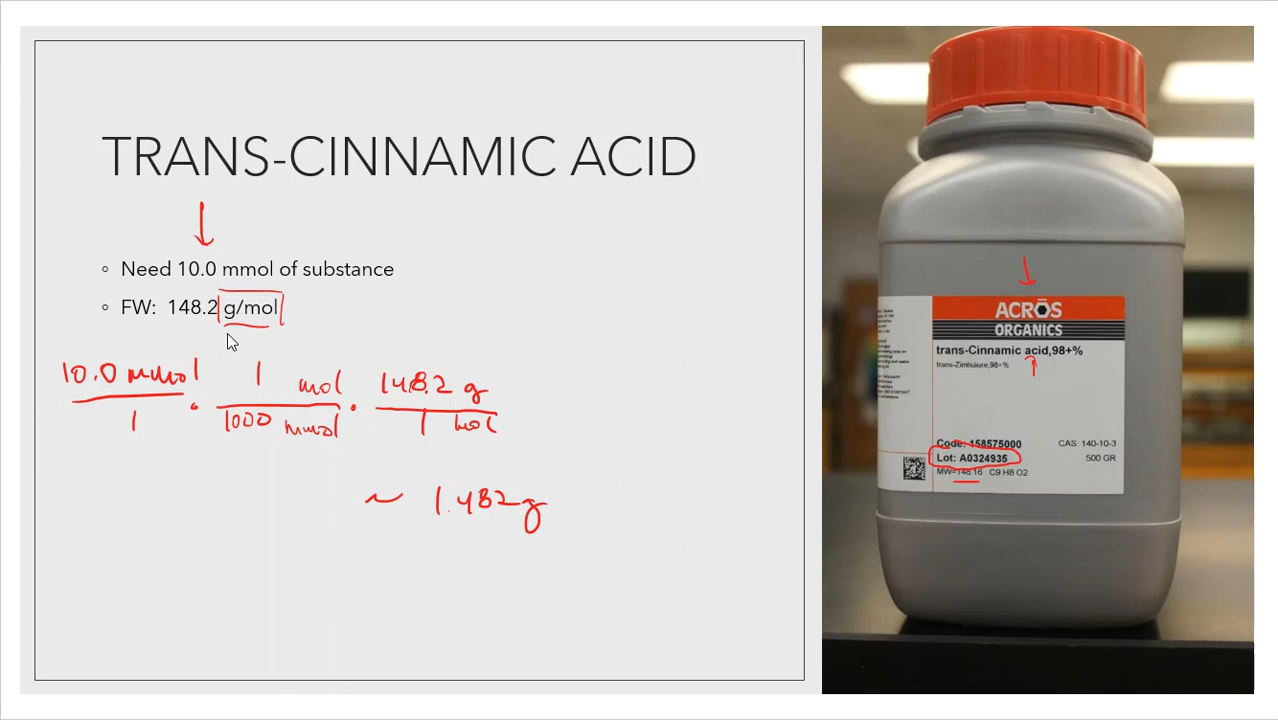 TRANS-CINNAMIC ACID
Need 10.0 mmol of substance
FW: 148.2 g/mol
10.0 mmol / 1 · 1 mol / 1000 mmol · 148.2 g / 1 mol
~ 1.482g
ACROS
ORGANICS
trans-Cinnamic acid,98+%
trans-Zimtsäure,98+%
Code: 158575000
CAS: 140-10-3
Lot: A0324935
500 GR
MW=148.16 C9 H8 O2